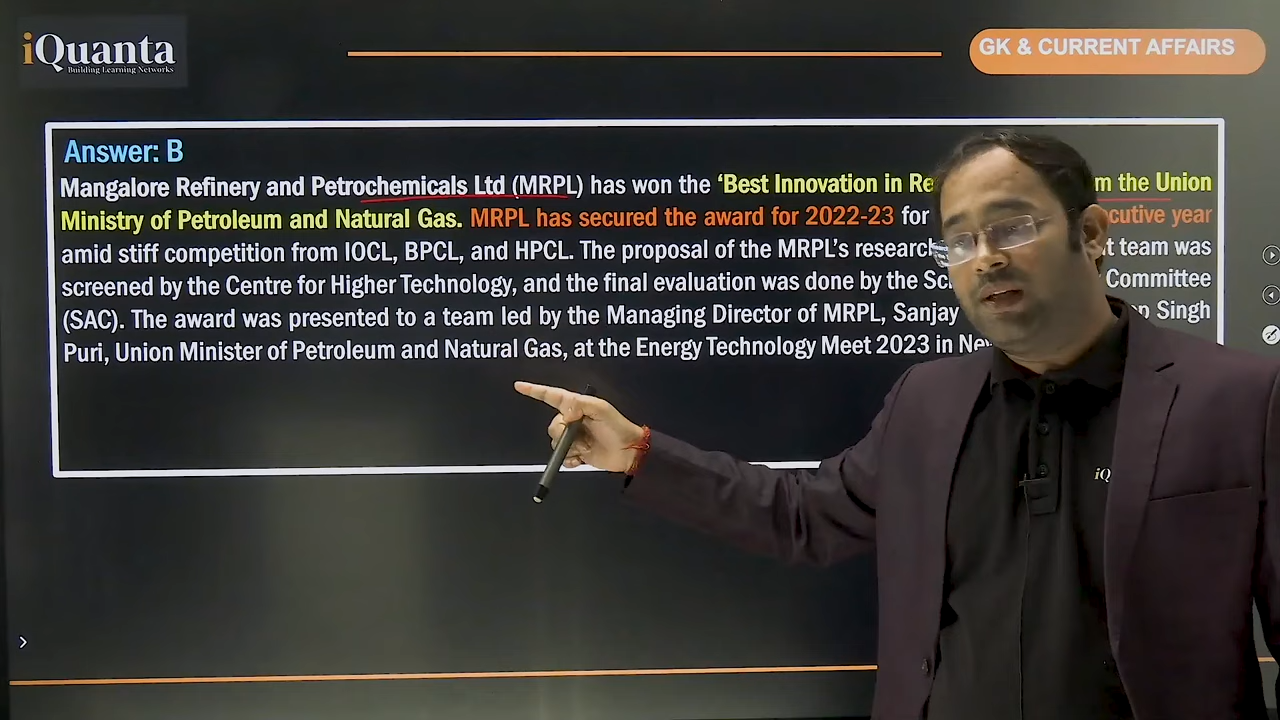 iQuanta
Building Learning Networks
GK & CURRENT AFFAIRS
Answer: B
Mangalore Refinery and Petrochemicals Ltd (MRPL) has won the ‘Best Innovation in Re m the Union
Ministry of Petroleum and Natural Gas. MRPL has secured the award for 2022-23 for ecutive year
amid stiff competition from IOCL, BPCL, and HPCL. The proposal of the MRPL’s research t team was
screened by the Centre for Higher Technology, and the final evaluation was done by the Sci Committee
(SAC). The award was presented to a team led by the Managing Director of MRPL, Sanjay Singh
Puri, Union Minister of Petroleum and Natural Gas, at the Energy Technology Meet 2023 in Ne
iQ